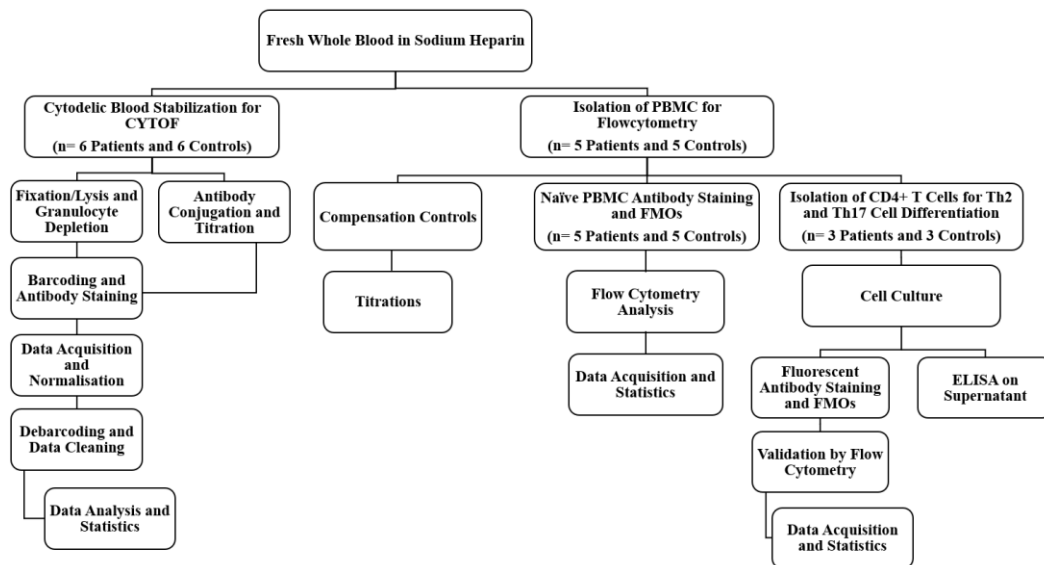 Fresh Whole Blood in Sodium Heparin
Cytodelic Blood Stabilization for
CYTOF
(n= 6 Patients and 6 Controls)
Isolation of PBMC for
Flowcytometry
(n= 5 Patients and 5 Controls)
Fixation/Lysis and
Granulocyte
Depletion
Antibody
Conjugation and
Titration
Compensation Controls
Naïve PBMC Antibody Staining
and FMOs
(n= 5 Patients and 5 Controls)
Isolation of CD4+ T Cells for Th2
and Th17 Cell Differentiation
(n= 3 Patients and 3 Controls)
Barcoding and
Antibody Staining
Titrations
Flow Cytometry
Analysis
Cell Culture
Data Acquisition
and
Normalisation
Data Acquisition and
Statistics
Fluorescent
Antibody Staining
and FMOs
ELISA on
Supernatant
Debarcoding and
Data Cleaning
Validation by Flow
Cytometry
Data Analysis and
Statistics
Data Acquisition
and Statistics